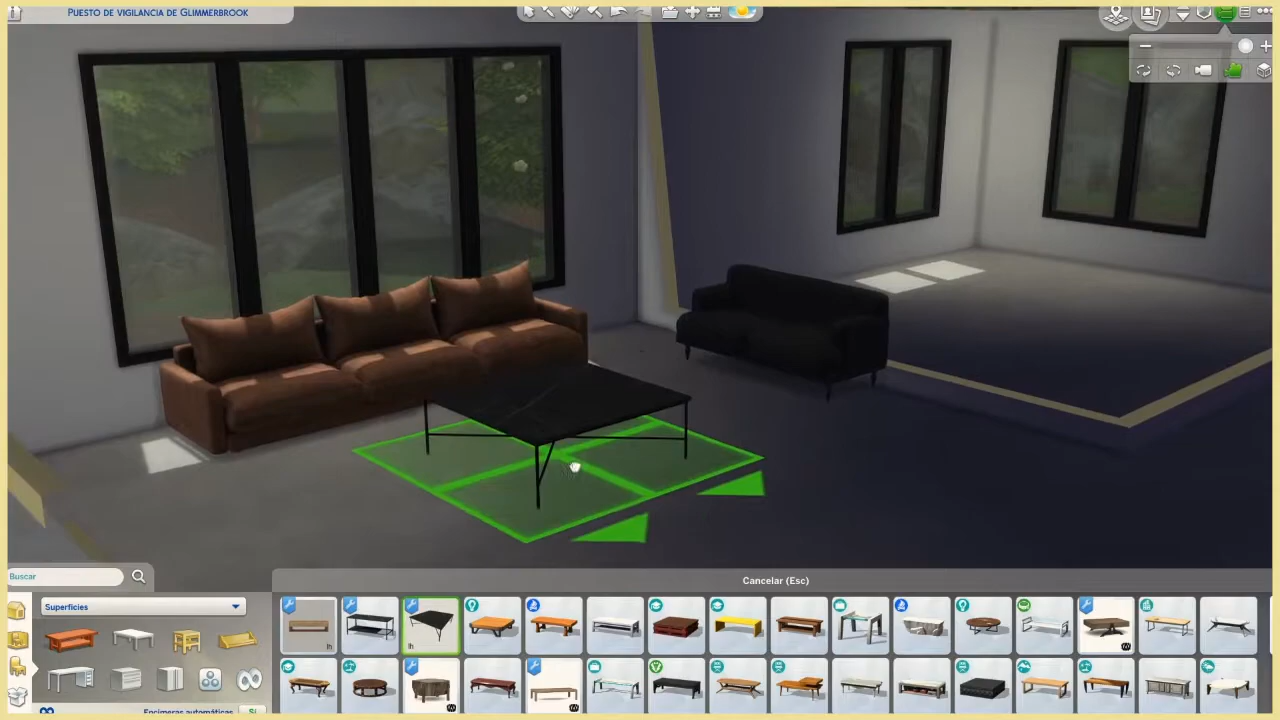 PUESTO DE VIGILANCIA DE GLIMMERBROOK
Cancelar (Esc)
Buscar
Superficies
Encimeras automáticas Sí